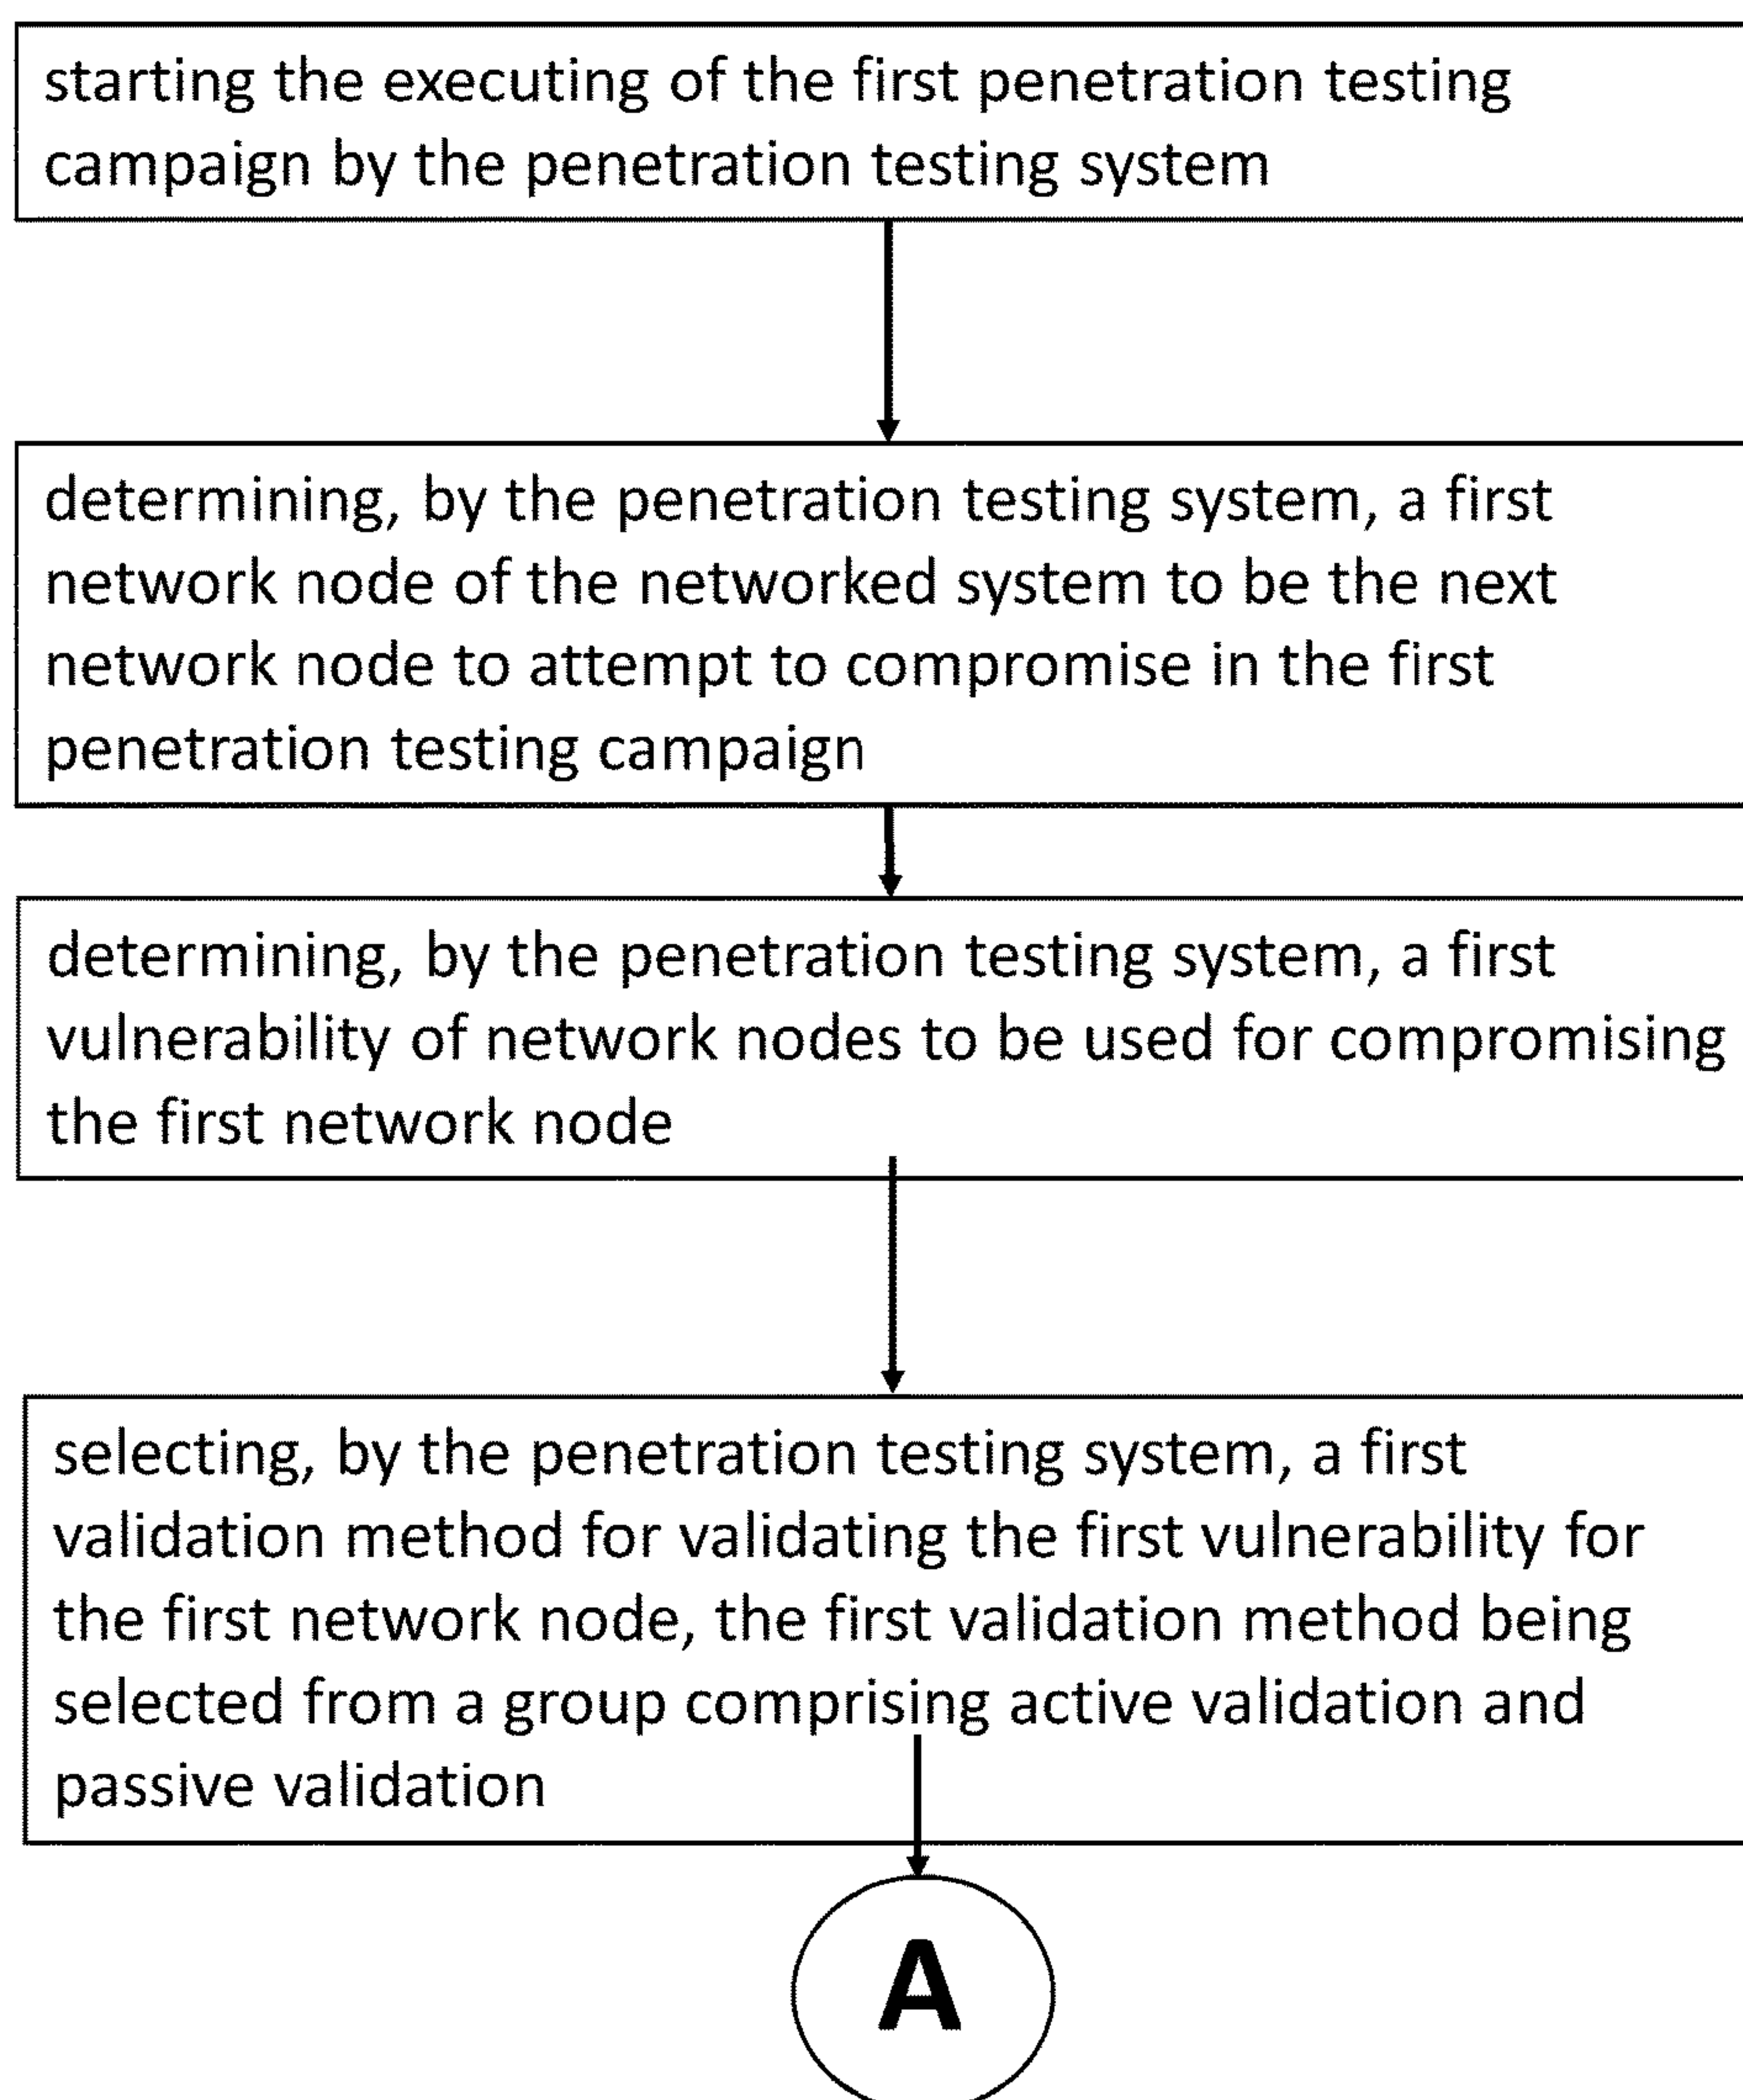 starting the executing of the first penetration testing
campaign by the penetration testing system
determining, by the penetration testing system, a first
network node of the networked system to be the next
network node to attempt to compromise in the first
penetration testing campaign
determining, by the penetration testing system, a first
vulnerability of network nodes to be used for compromising
the first network node
selecting, by the penetration testing system, a first
validation method for validating the first vulnerability for
the first network node, the first validation method being
selected from a group comprising active validation and
passive validation
A